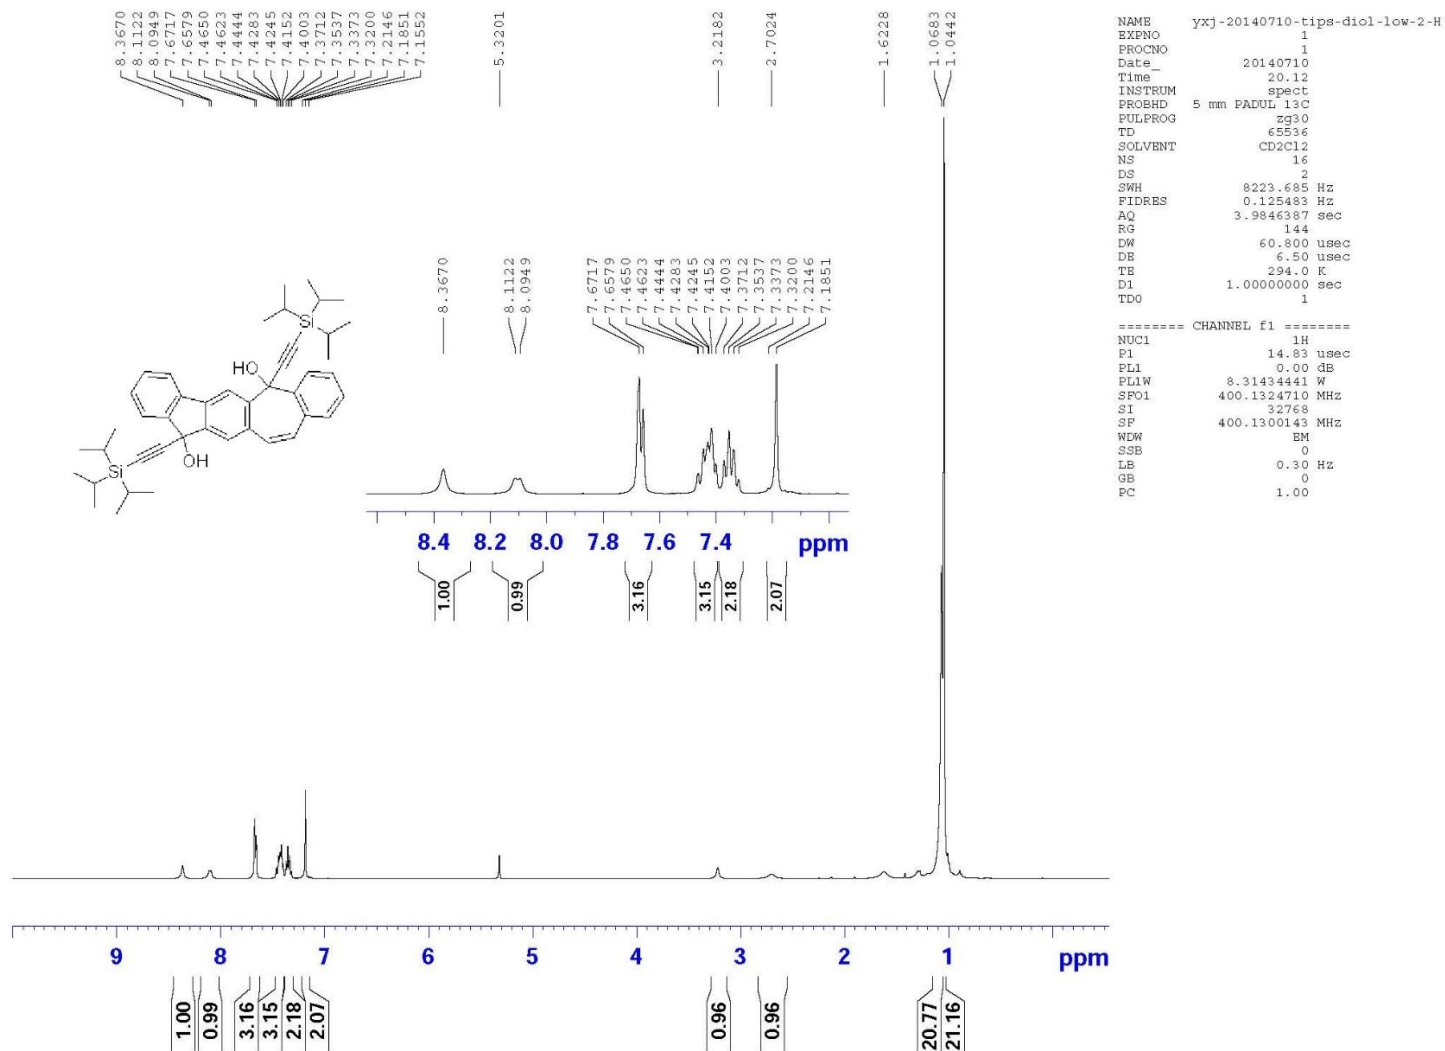 8.3670
8.1122
8.0949
7.6717
7.6579
7.4650
7.4623
7.4444
7.4283
7.4245
7.4152
7.4003
7.3712
7.3537
7.3373
7.3200
7.2146
7.1851
7.1552
5.3201
3.2182
2.7024
1.6228
1.0683
1.0442
NAME yxj-20140710-tips-diol-low-2-H
EXPNO 1
PROCNO 1
Date_ 20140710
Time 20.12
INSTRUM spect
PROBHD 5 mm PADUL 13C
PULPROG zg30
TD 65536
SOLVENT CD2Cl2
NS 16
DS 2
SWH 8223.685 Hz
FIDRES 0.125483 Hz
AQ 3.9846387 sec
RG 144
DW 60.800 usec
DE 6.50 usec
TE 294.0 K
D1 1.00000000 sec
TD0 1
======== CHANNEL f1 ========
NUC1 1H
P1 14.83 usec
PL1 0.00 dB
PL1W 8.31434441 W
SFO1 400.1324710 MHz
SI 32768
SF 400.1300143 MHz
WDW EM
SSB 0
LB 0.30 Hz
GB 0
PC 1.00
8.3670
8.1122
8.0949
7.6717
7.6579
7.4650
7.4623
7.4444
7.4283
7.4245
7.4152
7.4003
7.3712
7.3537
7.3373
7.3200
7.2146
7.1851
Si
HO
OH
Si
8.4 8.2 8.0 7.8 7.6 7.4 ppm
1.00
0.99
3.16
3.15
2.18
2.07
9 8 7 6 5 4 3 2 1 ppm
1.00
0.99
3.16
3.15
2.18
2.07
0.96
0.96
20.77
21.16